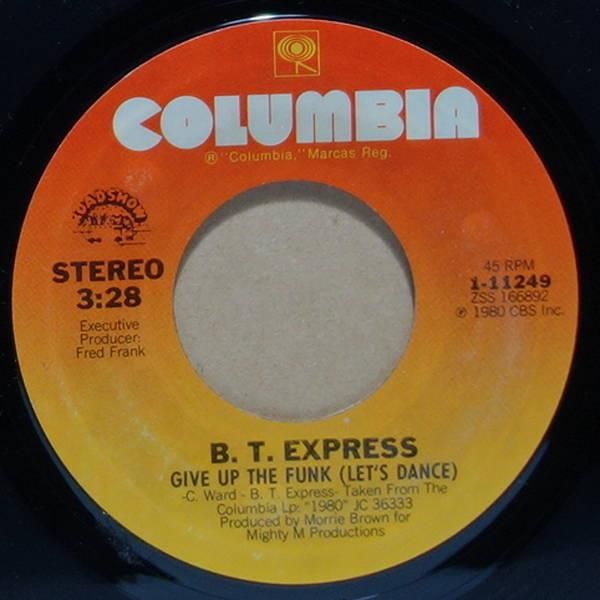 COLUMBIA
® "Columbia," Marcas Reg.
ROADSHOW
STEREO
3:28
Executive
Producer:
Fred Frank
45 RPM
1-11249
ZSS 166892
℗ 1980 CBS Inc.
B. T. EXPRESS
GIVE UP THE FUNK (LET'S DANCE)
-C. Ward - B. T. Express- Taken From The
Columbia Lp: "1980" JC 36333
Produced by Morrie Brown for
Mighty M Productions